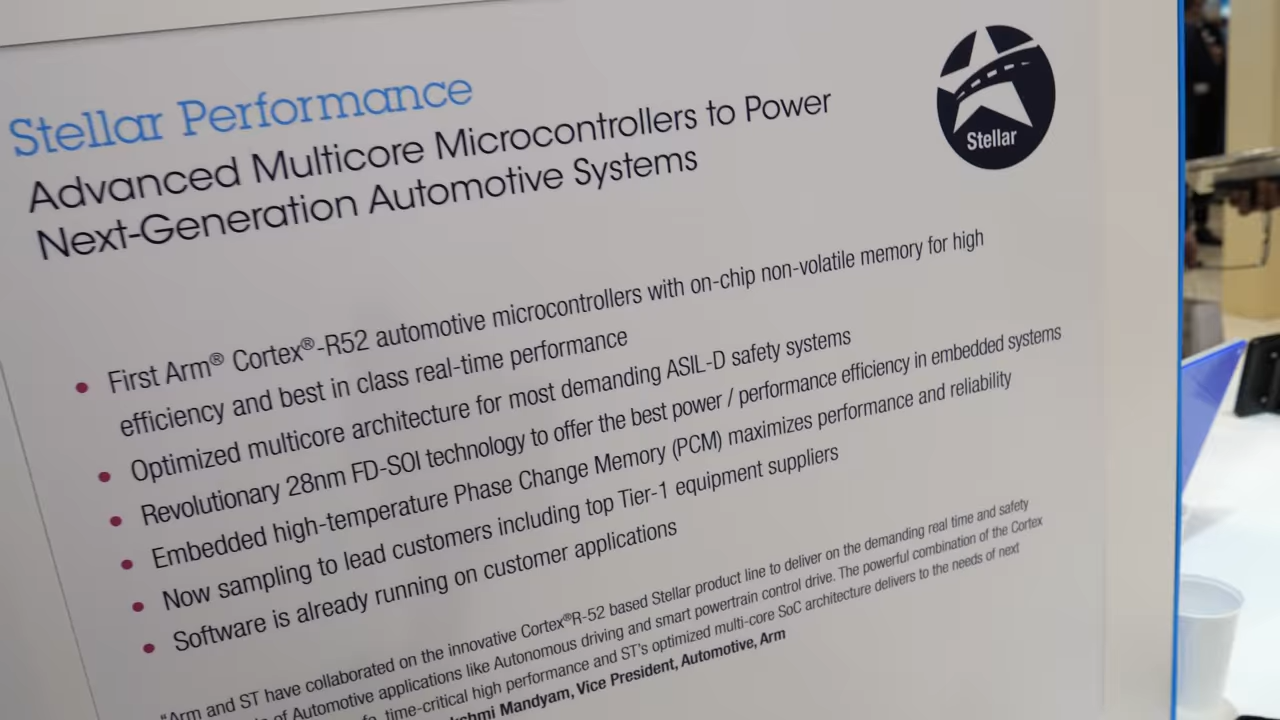 Stellar Performance
Advanced Multicore Microcontrollers to Power
Next-Generation Automotive Systems
Stellar
• First Arm® Cortex®-R52 automotive microcontrollers with on-chip non-volatile memory for high
efficiency and best in class real-time performance
• Optimized multicore architecture for most demanding ASIL-D safety systems
• Revolutionary 28nm FD-SOI technology to offer the best power / performance efficiency in embedded systems
• Embedded high-temperature Phase Change Memory (PCM) maximizes performance and reliability
• Now sampling to lead customers including top Tier-1 equipment suppliers
• Software is already running on customer applications
"Arm and ST have collaborated on the innovative Cortex®R-52 based Stellar product line to deliver on the demanding real time and safety
of Automotive applications like Autonomous driving and smart powertrain control drive. The powerful combination of the Cortex
time-critical high performance and ST's optimized multi-core SoC architecture delivers to the needs of next
Mandyam, Vice President, Automotive, Arm